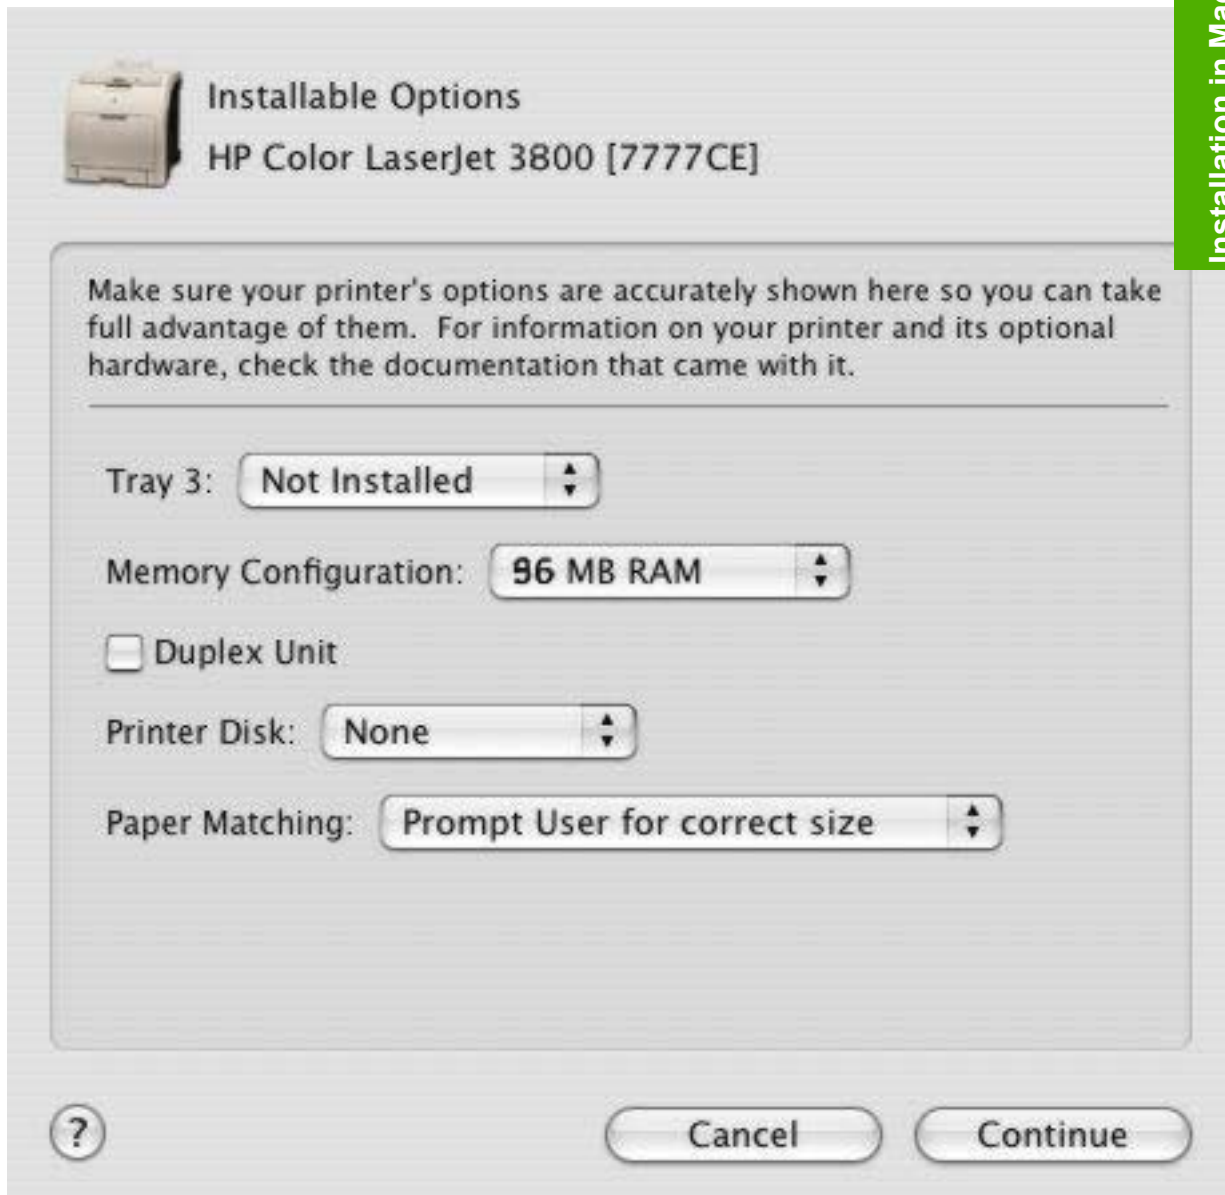 Installation in Mac
Installable Options
HP Color LaserJet 3800 [7777CE]
Make sure your printer's options are accurately shown here so you can take
full advantage of them. For information on your printer and its optional
hardware, check the documentation that came with it.
Tray 3: Not Installed
Memory Configuration: 96 MB RAM
Duplex Unit
Printer Disk: None
Paper Matching: Prompt User for correct size
? Cancel Continue